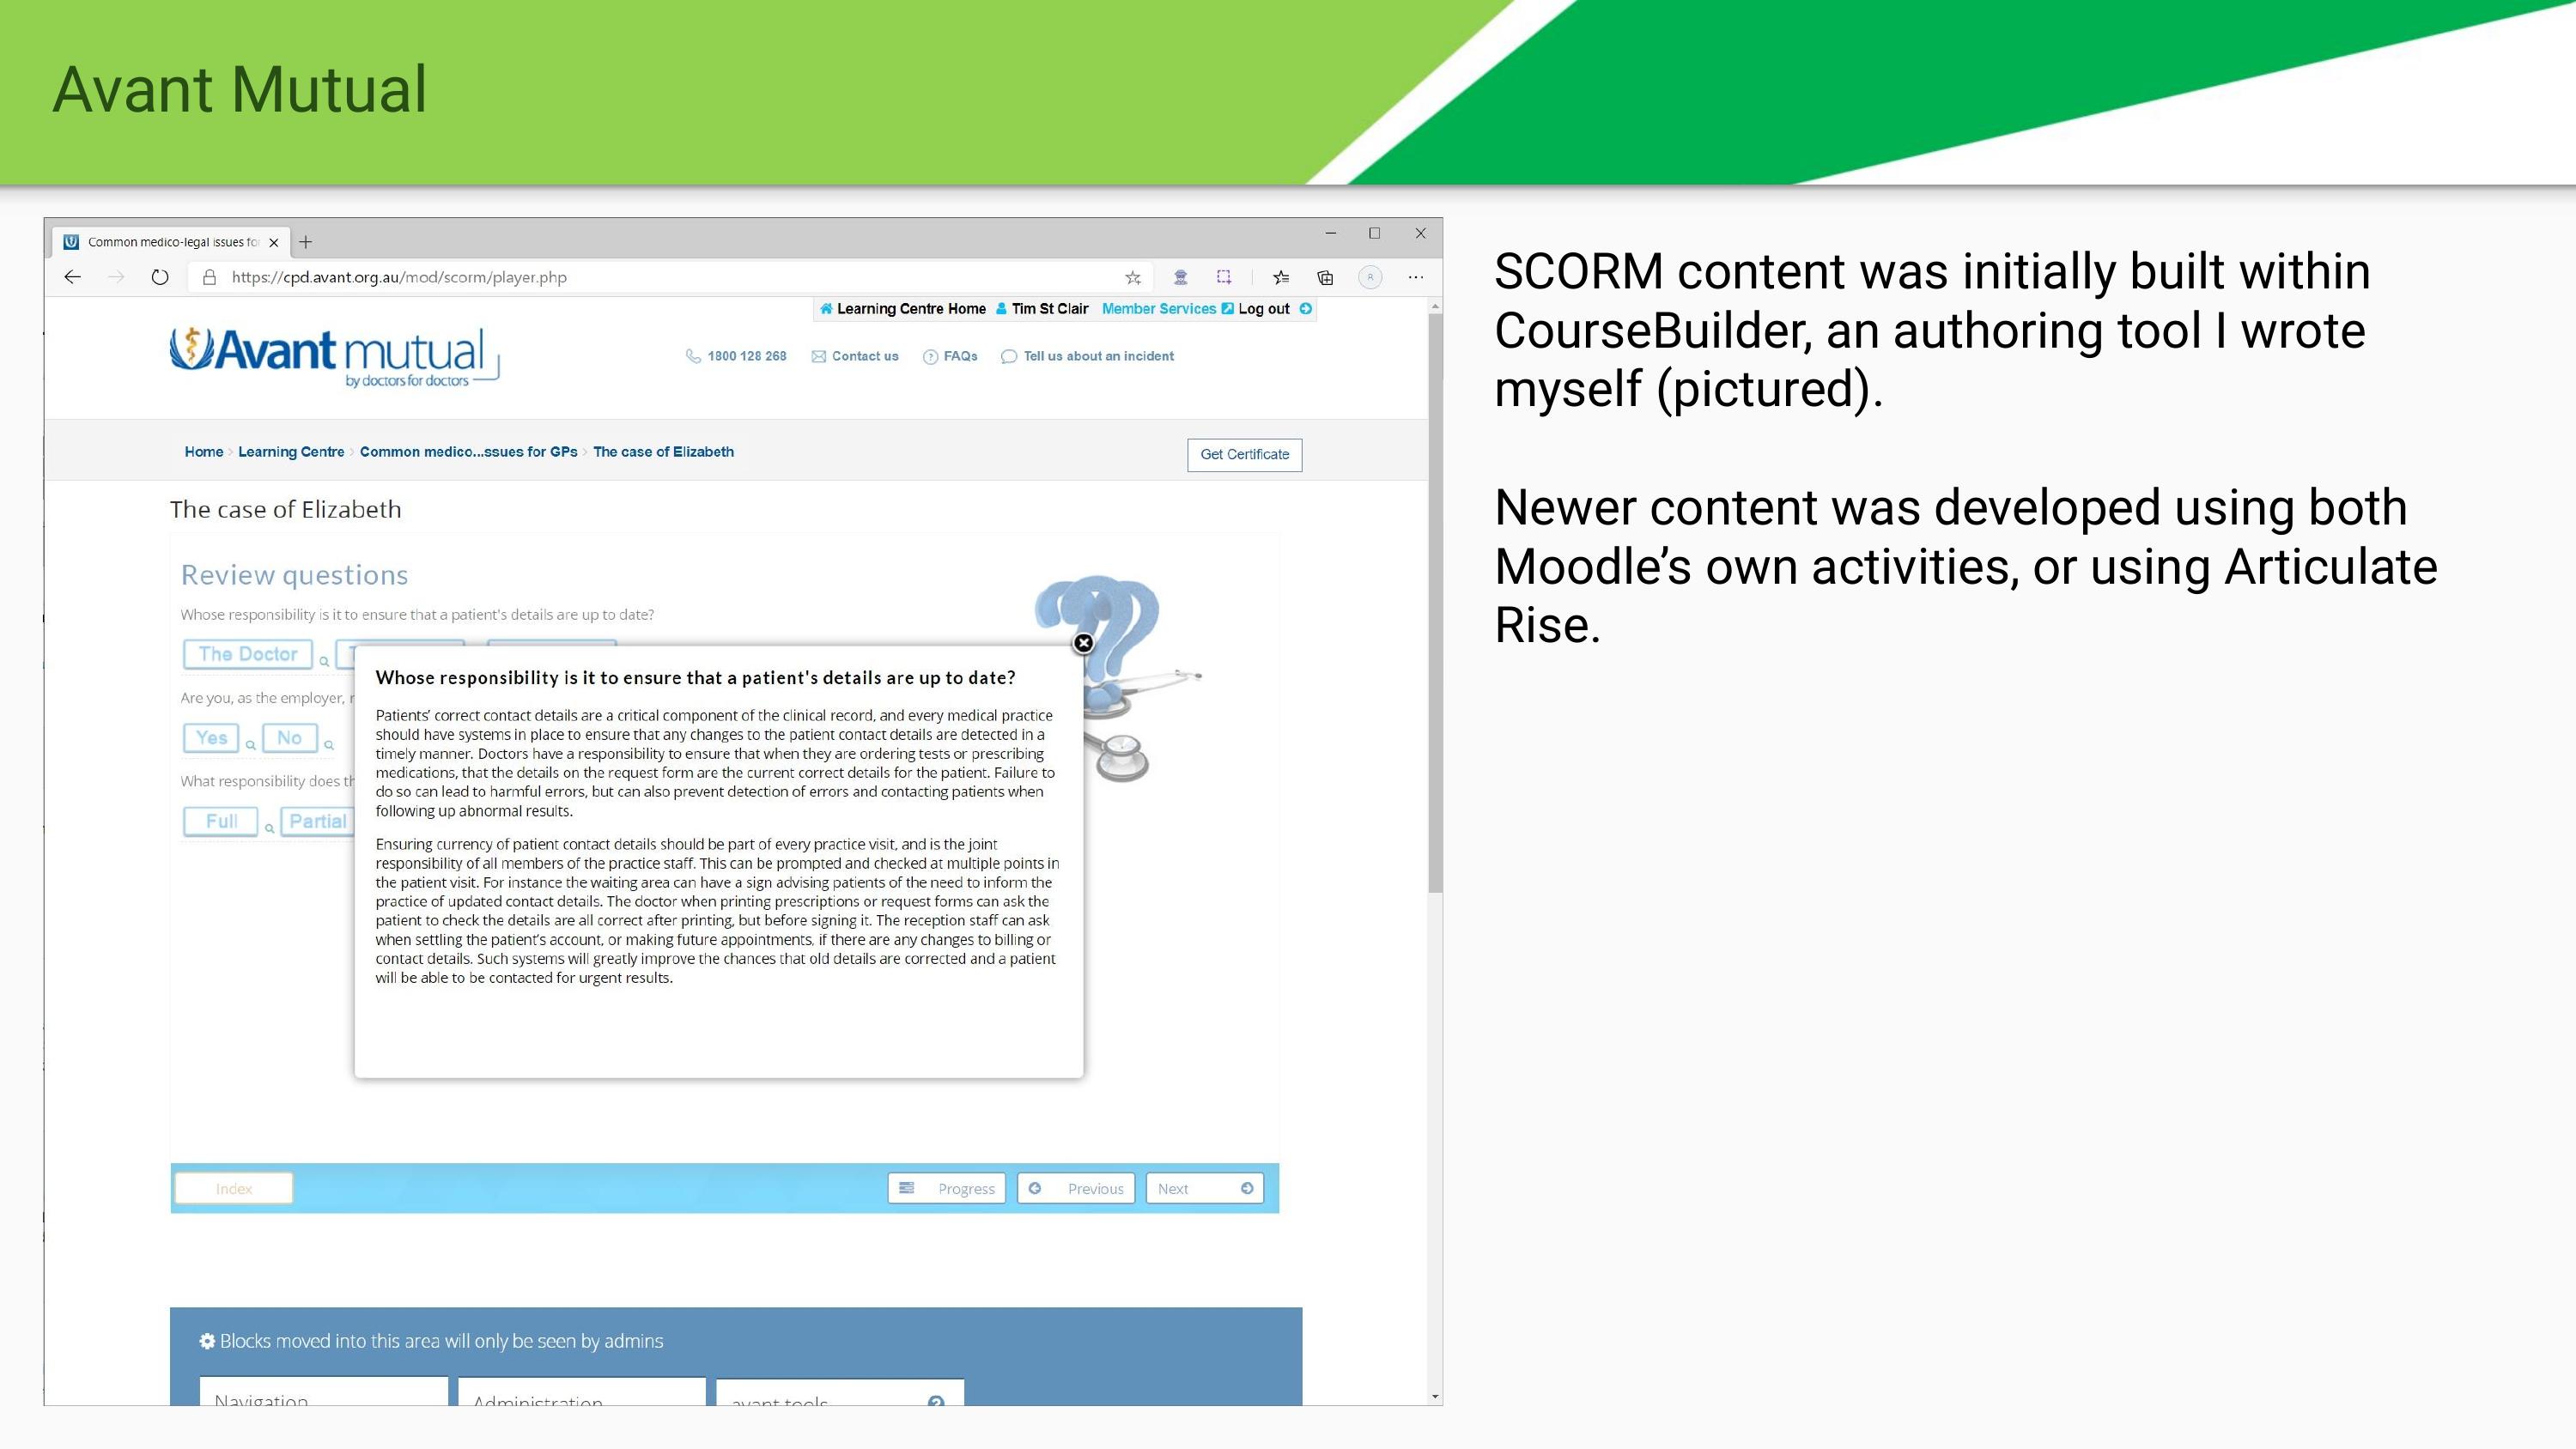 Avant Mutual
Common medico-legal issues for
https://cpd.avant.org.au/mod/scorm/player.php
Learning Centre Home Tim St Clair Member Services Log out
Avant mutual
by doctors for doctors
1800 128 268 Contact us FAQs Tell us about an incident
Home > Learning Centre > Common medico...ssues for GPs > The case of Elizabeth
Get Certificate
The case of Elizabeth
Review questions
Whose responsibility is it to ensure that a patient's details are up to date?
The Doctor
Are you, as the employer,
Yes No
What responsibility does
Full Partial
Whose responsibility is it to ensure that a patient's details are up to date?
Patients’ correct contact details are a critical component of the clinical record, and every medical practice
should have systems in place to ensure that any changes to the patient contact details are detected in a
timely manner. Doctors have a responsibility to ensure that when they are ordering tests or prescribing
medications, that the details on the request form are the current correct details for the patient. Failure to
do so can lead to harmful errors, but can also prevent detection of errors and contacting patients when
following up abnormal results.
Ensuring currency of patient contact details should be part of every practice visit, and is the joint
responsibility of all members of the practice staff. This can be prompted and checked at multiple points in
the patient visit. For instance the waiting area can have a sign advising patients of the need to inform the
practice of updated contact details. The doctor when printing prescriptions or request forms can ask the
patient to check the details are all correct after printing, but before signing it. The reception staff can ask
when settling the patient's account, or making future appointments, if there are any changes to billing or
contact details. Such systems will greatly improve the chances that old details are corrected and a patient
will be able to be contacted for urgent results.
Index
Progress Previous Next
Blocks moved into this area will only be seen by admins
Navigation Administration avant tools
SCORM content was initially built within
CourseBuilder, an authoring tool I wrote
myself (pictured).
Newer content was developed using both
Moodle’s own activities, or using Articulate
Rise.